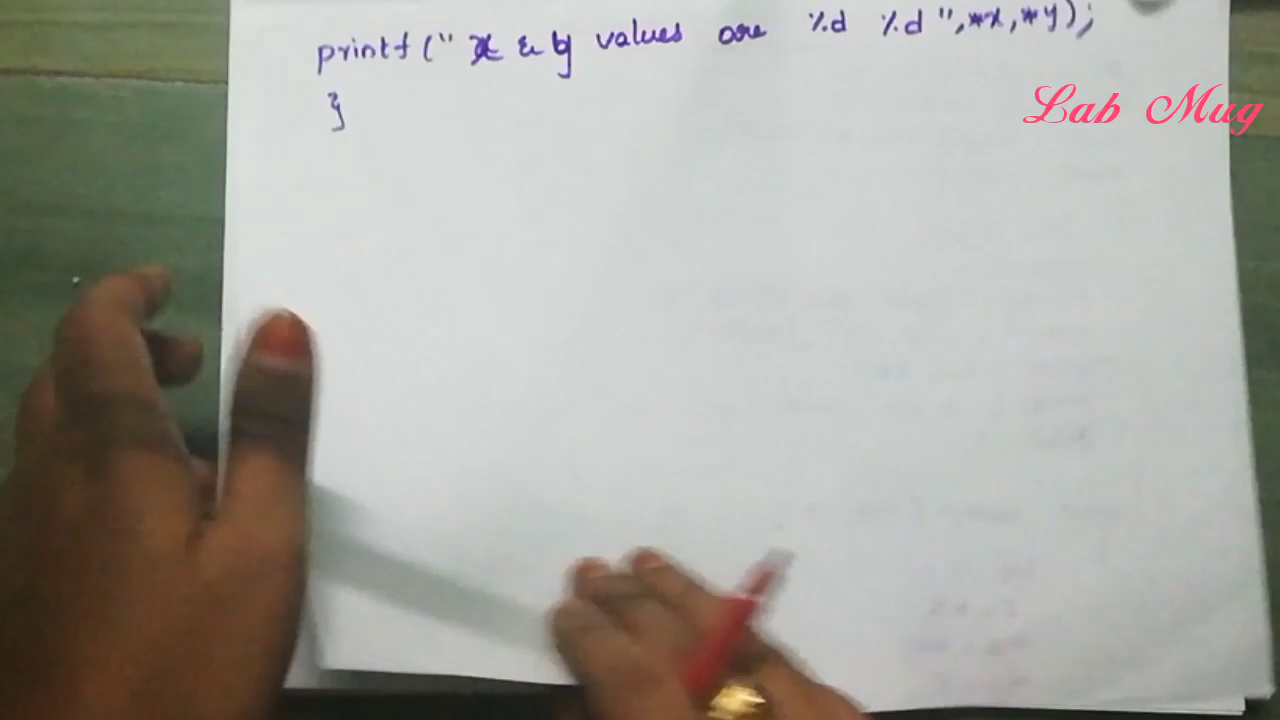 printf(" x & y values are %d %d ",*x,*y);
}
Lab Mug